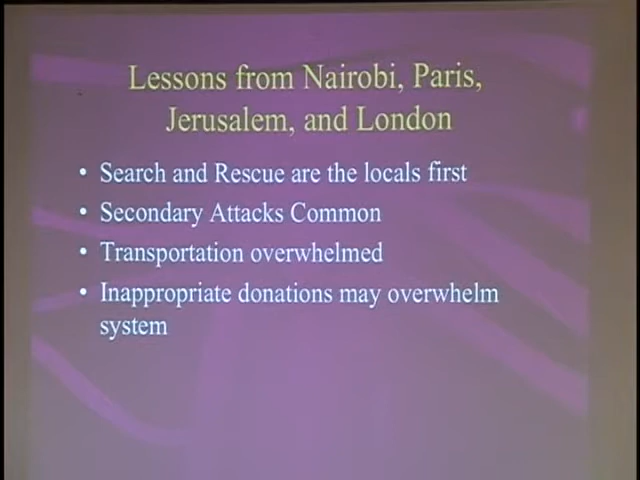 Lessons from Nairobi, Paris,
Jerusalem, and London
• Search and Rescue are the locals first
• Secondary Attacks Common
• Transportation overwhelmed
• Inappropriate donations may overwhelm
system